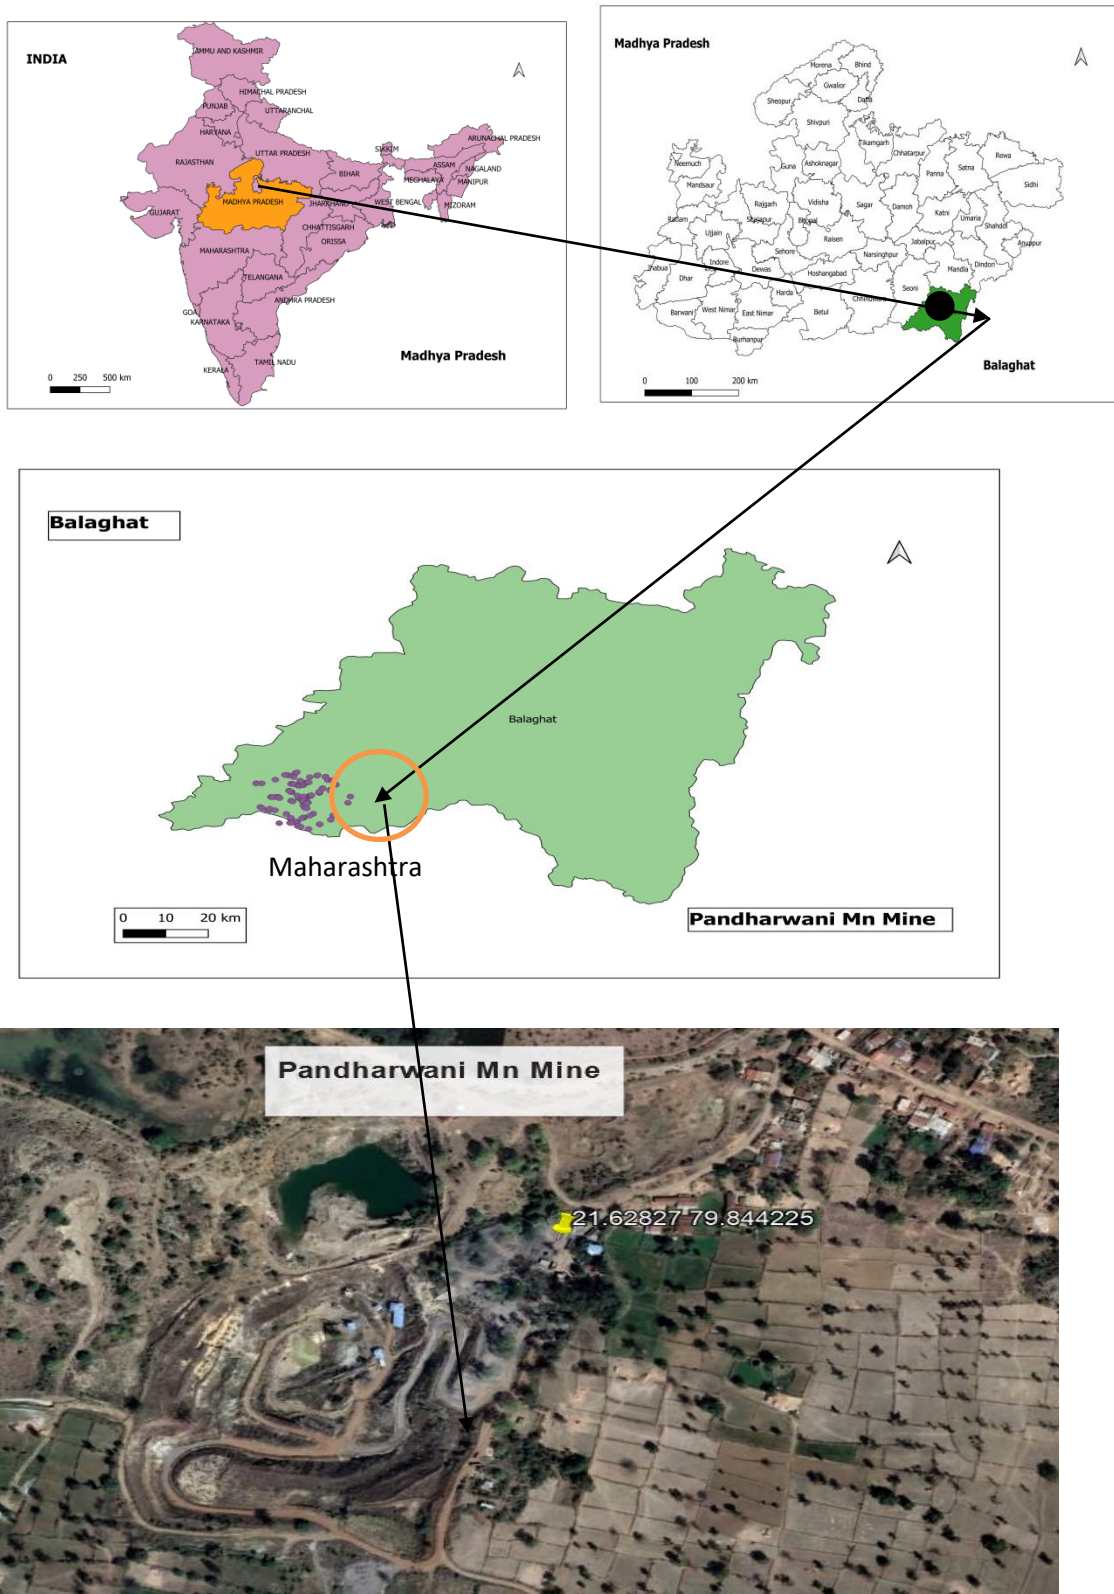 INDIA
JAMMU AND KASHMIR
HIMACHAL PRADESH
PUNJAB
UTTARANCHAL
HARYANA
ARUNACHAL PRADESH
SIKKIM
UTTAR PRADESH
ASSAM
RAJASTHAN
NAGALAND
BIHAR
MEGHALAYA
MANIPUR
MADHYA PRADESH
JHARKHAND
WEST BENGAL
MIZORAM
GUJARAT
CHHATTISGARH
ORISSA
MAHARASHTRA
TELANGANA
ANDHRA PRADESH
GOA
KARNATAKA
TAMIL NADU
KERALA
Madhya Pradesh
0 250 500 km
Madhya Pradesh
Morena
Bhind
Gwalior
Sheopur
Datia
Shivpuri
Tikamgarh
Chhatarpur
Rewa
Neemuch
Guna
Ashoknagar
Satna
Panna
Mandsaur
Sidhi
Rajgarh
Vidisha
Sagar
Damoh
Katni
Ratlam
Shajapur
Bhopal
Umaria
Shahdol
Ujjain
Raisen
Jabalpur
Anuppur
Sehore
Narsinghpur
Indore
Dindori
Jhabua
Dewas
Hoshangabad
Mandla
Dhar
Seoni
Harda
Chhindwara
Barwani
West Nimar
East Nimar
Betul
Burhanpur
Balaghat
0 100 200 km
Balaghat
Balaghat
Maharashtra
0 10 20 km
Pandharwani Mn Mine
Pandharwani Mn Mine
21.62827 79.844225